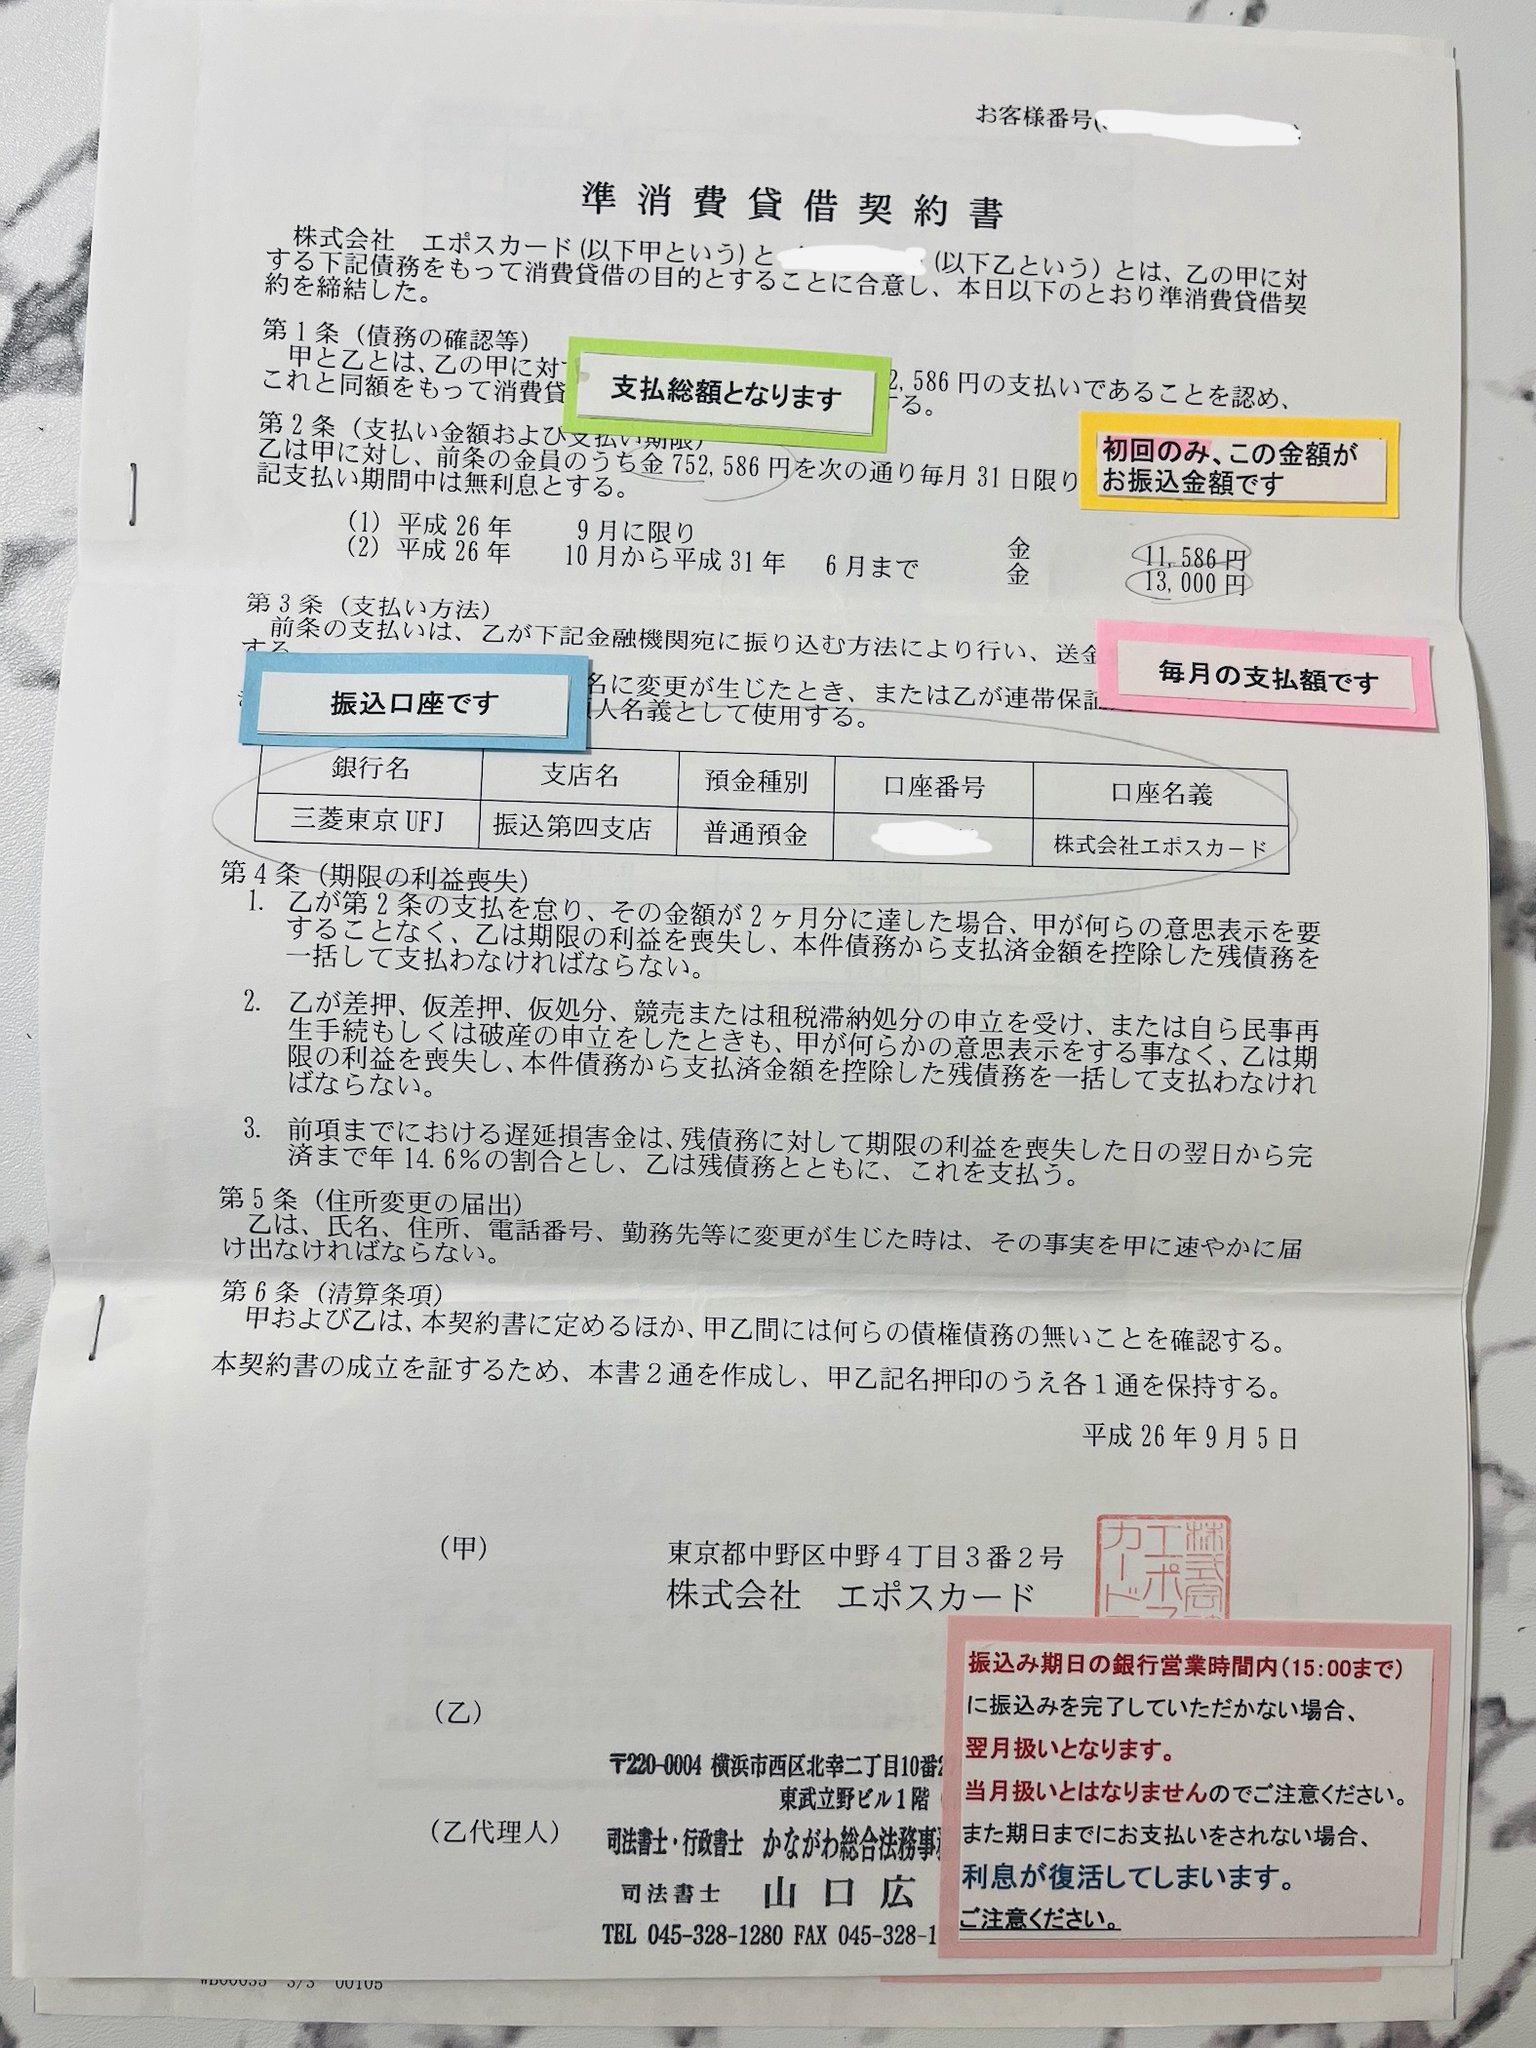 お客様番号(
準消費貸借契約書
株式会社 エポスカード(以下甲という)と (以下乙という) とは、乙の甲に対
する下記債務をもって消費貸借の目的とすることに合意し、本日以下のとおり準消費貸借契
約を締結した。
第1条 (債務の確認等)
甲と乙とは、乙の甲に対 2,586円の支払いであることを認め、
これと同額をもって消費貸 る。
支払総額となります
第2条 (支払い金額および支払い期限)
乙は甲に対し、前条の金員のうち金752,586円を次の通り毎月31日限り
記支払い期間中は無利息とする。
初回のみ、この金額が
お振込金額です
(1) 平成26年 9月に限り 金 11,586円
(2) 平成26年 10月から平成31年 6月まで 金 13,000円
第3条 (支払い方法)
前条の支払いは、乙が下記金融機関宛に振り込む方法により行い、送金
する。
名に変更が生じたとき、または乙が連帯保証
人名義として使用する。
振込口座です
毎月の支払額です
銀行名 支店名 預金種別 口座番号 口座名義
三菱東京UFJ 振込第四支店 普通預金 株式会社エポスカード
第4条 (期限の利益喪失)
1. 乙が第2条の支払を怠り、その金額が2ヶ月分に達した場合、甲が何らの意思表示を要
することなく、乙は期限の利益を喪失し、本件債務から支払済金額を控除した残債務を
一括して支払わなければならない。
2. 乙が差押、仮差押、仮処分、競売または租税滞納処分の申立を受け、または自ら民事再
生手続もしくは破産の申立をしたときも、甲が何らかの意思表示をする事なく、乙は期
限の利益を喪失し、本件債務から支払済金額を控除した残債務を一括して支払わなけれ
ばならない。
3. 前項までにおける遅延損害金は、残債務に対して期限の利益を喪失した日の翌日から完
済まで年14.6%の割合とし、乙は残債務とともに、これを支払う。
第5条 (住所変更の届出)
乙は、氏名、住所、電話番号、勤務先等に変更が生じた時は、その事実を甲に速やかに届
け出なければならない。
第6条 (清算条項)
甲および乙は、本契約書に定めるほか、甲乙間には何らの債権債務の無いことを確認する。
本契約書の成立を証するため、本書2通を作成し、甲乙記名押印のうえ各1通を保持する。
平成26年9月5日
(甲) 東京都中野区中野4丁目3番2号
株式会社 エポスカード
株式会社
エポス
カード
(乙)
〒220-0004 横浜市西区北幸二丁目10番
東武立野ビル1階
(乙代理人) 司法書士・行政書士 かながわ総合法務事
司法書士 山口広
TEL 045-328-1280 FAX 045-328-1
振込み期日の銀行営業時間内(15:00まで)
に振込みを完了していただかない場合、
翌月扱いとなります。
当月扱いとはなりませんのでご注意ください。
また期日までにお支払いをされない場合、
利息が復活してしまいます。
ご注意ください。
WB00035 3/3 00105